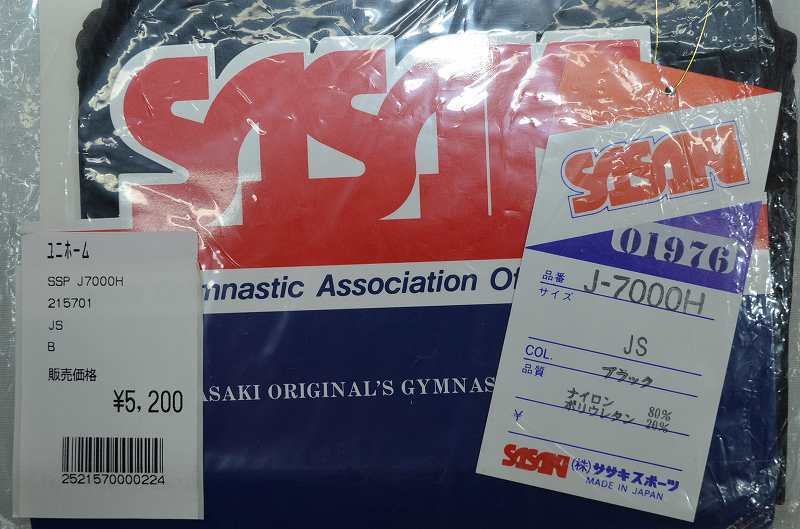 SASAKI
mnastic Association Of
ASAKI ORIGINAL'S GYMNAS
ユニホーム
SSP J7000H
215701
JS
B
販売価格
¥5,200
2521570000224
SASAKI
01976
品番 J-7000H
サイズ JS
COL. ブラック
品質 ナイロン 80%
ポリウレタン 20%
¥
SASAKI (株)ササキスポーツ
MADE IN JAPAN